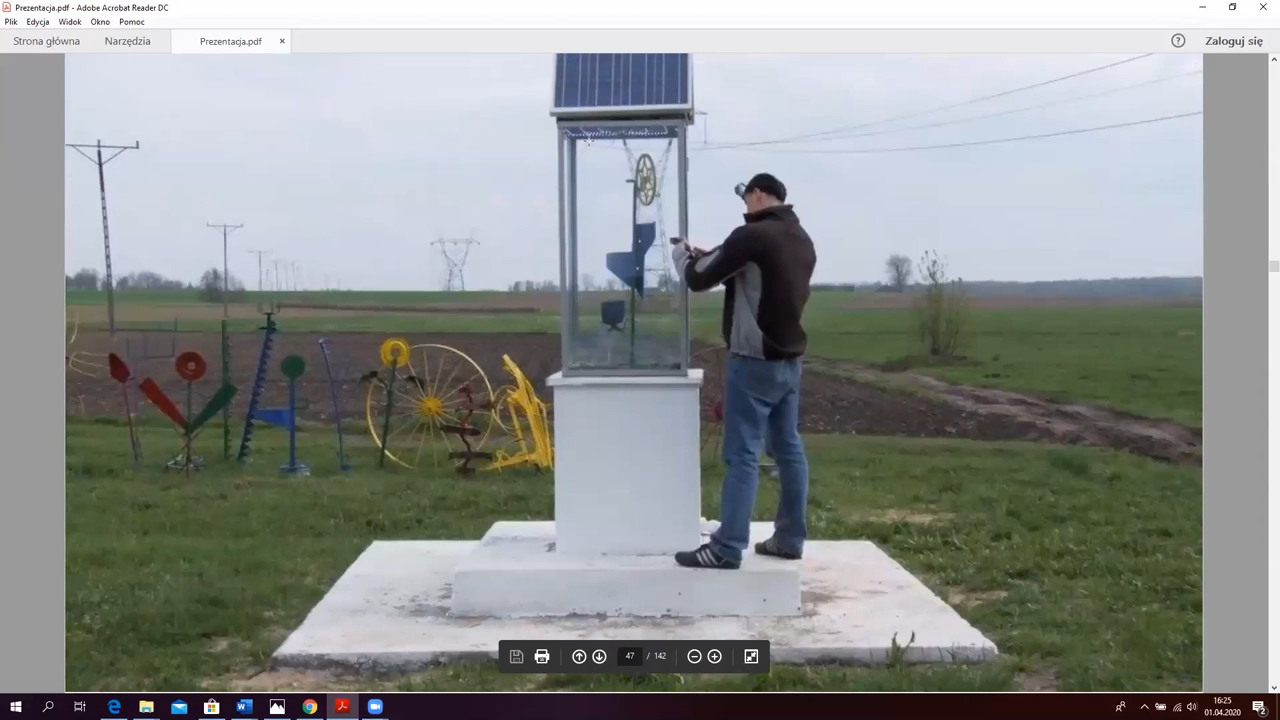 Prezentacja.pdf - Adobe Acrobat Reader DC
Plik Edycja Widok Okno Pomoc
Strona główna Narzędzia Prezentacja.pdf Zaloguj się
47 / 142
16:25
01.04.2020
2